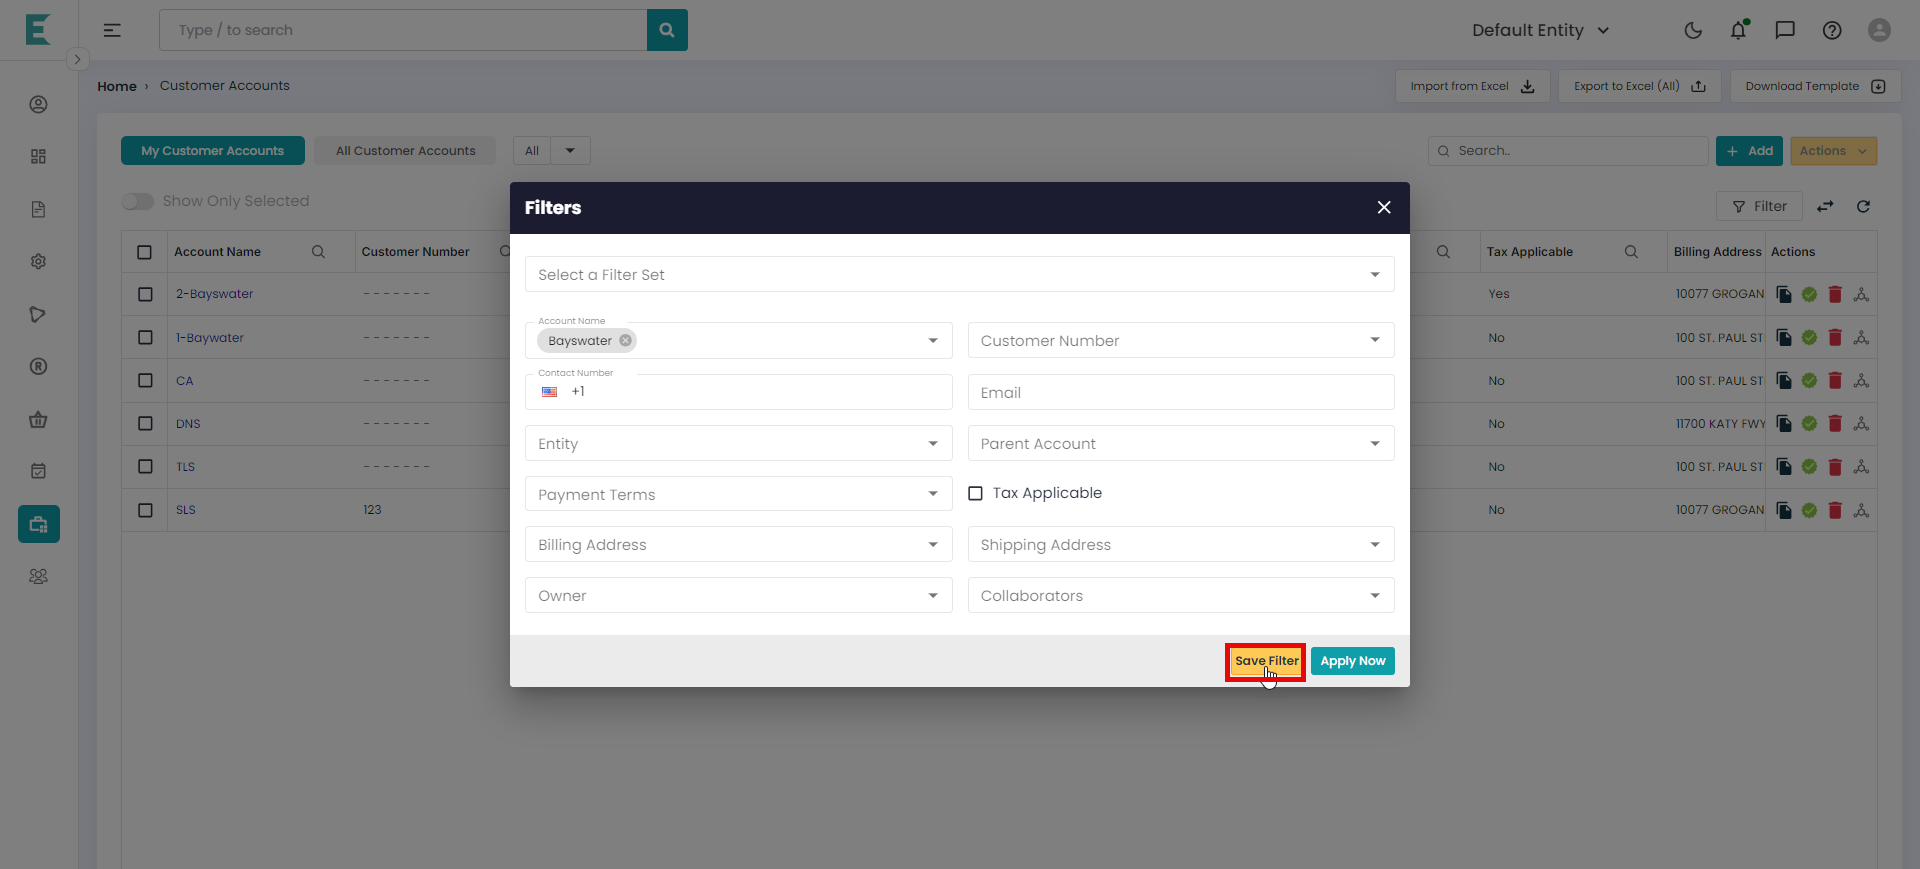 Type / to search
Default Entity
Home › Customer Accounts
Import from Excel
Export to Excel (All)
Download Template
My Customer Accounts
All Customer Accounts
All
Search..
+ Add
Actions
Show Only Selected
Filter
Account Name
Customer Number
Tax Applicable
Billing Address
Actions
2-Bayswater
- - - - - - -
Yes
10077 GROGAN
1-Baywater
- - - - - - -
No
100 ST. PAUL ST
CA
- - - - - - -
No
100 ST. PAUL ST
DNS
- - - - - - -
No
11700 KATY FWY
TLS
- - - - - - -
No
100 ST. PAUL ST
SLS
123
No
10077 GROGAN
Filters
Select a Filter Set
Account Name
Bayswater
Customer Number
Contact Number
+1
Email
Entity
Parent Account
Payment Terms
Tax Applicable
Billing Address
Shipping Address
Owner
Collaborators
Save Filter
Apply Now